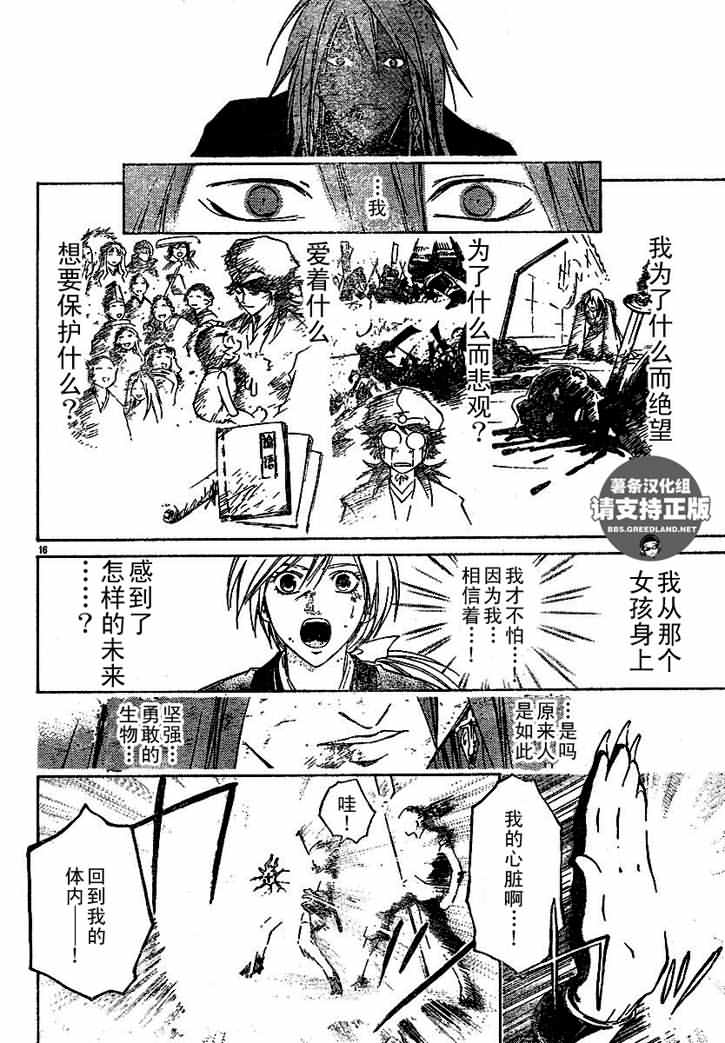 …我
我为了什么而绝望
为了什么而悲观？
爱着什么
想要保护什么？
論語
薯条汉化组
请支持正版
BBS.GREEDLAND.NET
16
我从那个
女孩身上
我才不怕…
因为我…
相信着…！
感到了
怎样的未来
……？
…是吗
原来人
是如此
坚强…
勇敢的
生物…
我的心脏…！
哇！
回到我的
体内——！